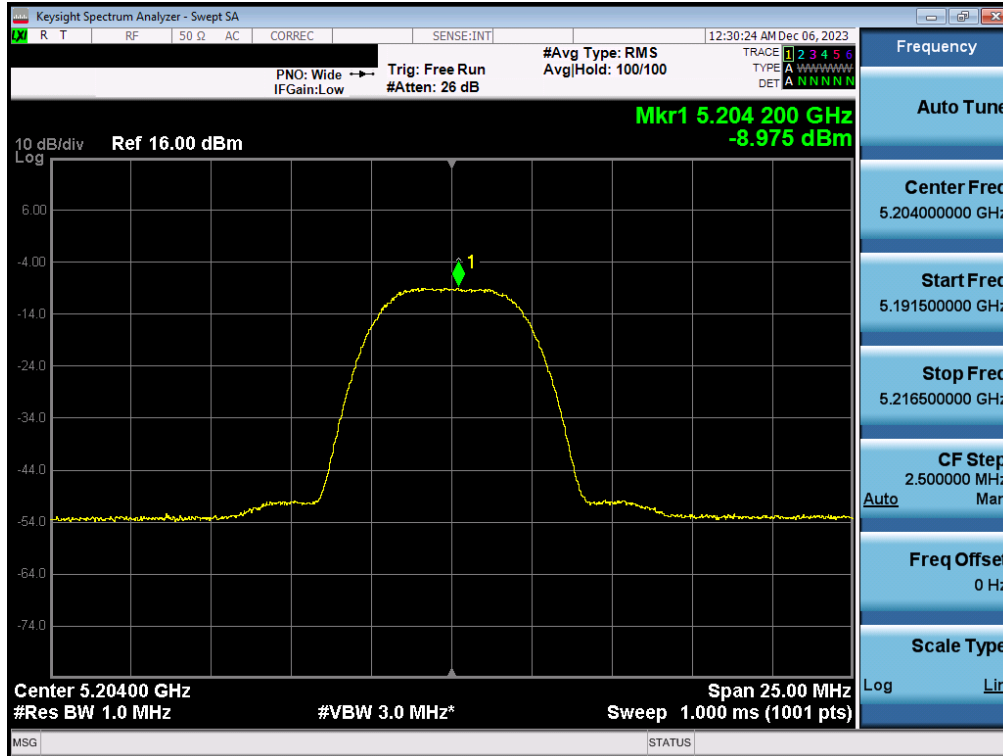 Keysight Spectrum Analyzer - Swept SA
LXI R T RF 50 Ω AC CORREC SENSE:INT 12:30:24 AM Dec 06, 2023
Frequency
PNO: Wide
IFGain:Low
Trig: Free Run
#Atten: 26 dB
#Avg Type: RMS
Avg|Hold: 100/100
TRACE 1 2 3 4 5 6
TYPE A W W W W W
DET A N N N N N
Auto Tune
Mkr1 5.204 200 GHz
-8.975 dBm
10 dB/div Ref 16.00 dBm
Log
6.00
-4.00
-14.0
-24.0
-34.0
-44.0
-54.0
-64.0
-74.0
1
Center Freq
5.204000000 GHz
Start Freq
5.191500000 GHz
Stop Freq
5.216500000 GHz
CF Step
2.500000 MHz
Auto Man
Freq Offset
0 Hz
Scale Type
Log Lin
Center 5.20400 GHz Span 25.00 MHz
#Res BW 1.0 MHz #VBW 3.0 MHz* Sweep 1.000 ms (1001 pts)
MSG STATUS